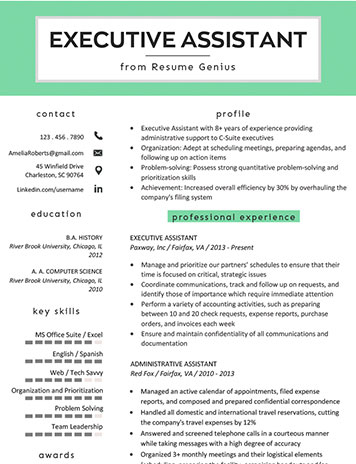 EXECUTIVE ASSISTANT
from Resume Genius
contact
123 . 456 . 7890
AmeliaRoberts@gmail.com
45 Winfield Drive
Charleston, SC 90764
Linkedin.com/username
education
B.A. HISTORY
River Brook University, Chicago, IL
2012
A. A. COMPUTER SCIENCE
River Brook University, Chicago, IL
2010
key skills
MS Office Suite / Excel
English / Spanish
Web / Tech Savvy
Organization and Prioritization
Problem Solving
Team Leadership
awards
profile
• Executive Assistant with 8+ years of experience providing
administrative support to C-Suite executives
• Organization: Adept at scheduling meetings, preparing agendas, and
following up on action items
• Problem-solving: Possess strong quantitative problem-solving and
prioritization skills
• Achievement: Increased overall efficiency by 30% by overhauling the
company's filing system
professional experience
EXECUTIVE ASSISTANT
Paxway, Inc / Fairfax, VA / 2013 - Present
• Manage and prioritize our partners' schedules to ensure that their
time is focused on critical, strategic issues
• Coordinate communications, track and follow up on requests, and
identify those of importance which require immediate attention
• Perform a variety of accounting activities, such as preparing
between 10 and 20 check requests, expense reports, purchase
orders, and invoices each week
• Ensure and maintain confidentiality of all communications and
documentation
ADMINISTRATIVE ASSISTANT
Red Fox / Fairfax, VA / 2010 - 2013
• Managed an active calendar of appointments, filed expense
reports, and composed and prepared confidential correspondence
• Handled all domestic and international travel reservations, cutting
the company's travel expenses by 12%
• Answered and screened telephone calls in a courteous manner
while taking messages with a high degree of accuracy
• Organized 3+ monthly meetings and their logistical elements